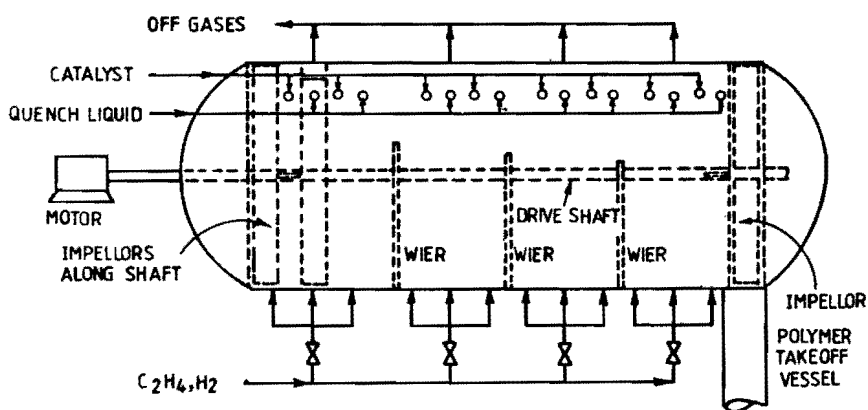 OFF GASES
CATALYST
QUENCH LIQUID
MOTOR
DRIVE SHAFT
IMPELLORS
ALONG SHAFT
WIER
WIER
WIER
IMPELLOR
POLYMER
TAKEOFF
VESSEL
C₂H₄,H₂